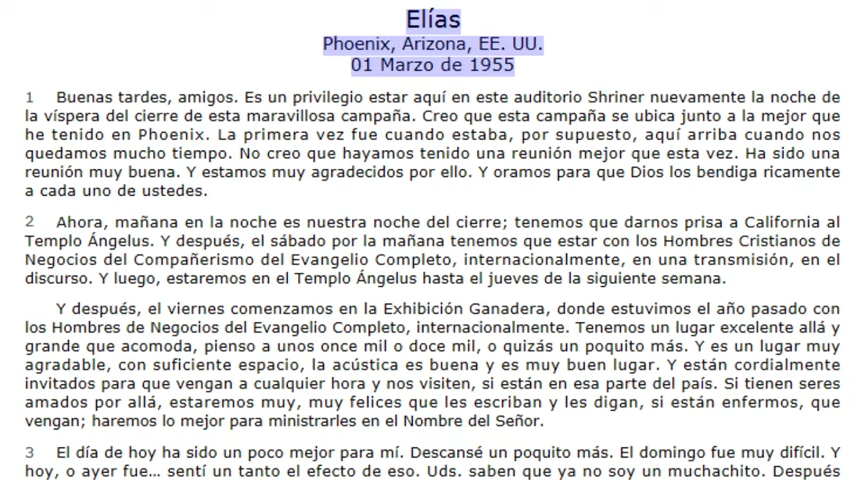 Elías
Phoenix, Arizona, EE. UU.
01 Marzo de 1955
1 Buenas tardes, amigos. Es un privilegio estar aquí en este auditorio Shriner nuevamente la noche de
la víspera del cierre de esta maravillosa campaña. Creo que esta campaña se ubica junto a la mejor que
he tenido en Phoenix. La primera vez fue cuando estaba, por supuesto, aquí arriba cuando nos
quedamos mucho tiempo. No creo que hayamos tenido una reunión mejor que esta vez. Ha sido una
reunión muy buena. Y estamos muy agradecidos por ello. Y oramos para que Dios los bendiga ricamente
a cada uno de ustedes.
2 Ahora, mañana en la noche es nuestra noche del cierre; tenemos que darnos prisa a California al
Templo Ángelus. Y después, el sábado por la mañana tenemos que estar con los Hombres Cristianos de
Negocios del Compañerismo del Evangelio Completo, internacionalmente, en una transmisión, en el
discurso. Y luego, estaremos en el Templo Ángelus hasta el jueves de la siguiente semana.
Y después, el viernes comenzamos en la Exhibición Ganadera, donde estuvimos el año pasado con
los Hombres de Negocios del Evangelio Completo, internacionalmente. Tenemos un lugar excelente allá y
grande que acomoda, pienso a unos once mil o doce mil, o quizás un poquito más. Y es un lugar muy
agradable, con suficiente espacio, la acústica es buena y es muy buen lugar. Y están cordialmente
invitados para que vengan a cualquier hora y nos visiten, si están en esa parte del país. Si tienen seres
amados por allá, estaremos muy, muy felices que les escriban y les digan, si están enfermos, que
vengan; haremos lo mejor para ministrarles en el Nombre del Señor.
3 El día de hoy ha sido un poco mejor para mí. Descansé un poquito más. El domingo fue muy difícil. Y
hoy, o ayer fue... sentí un tanto el efecto de eso. Uds. saben que ya no soy un muchachito. Después